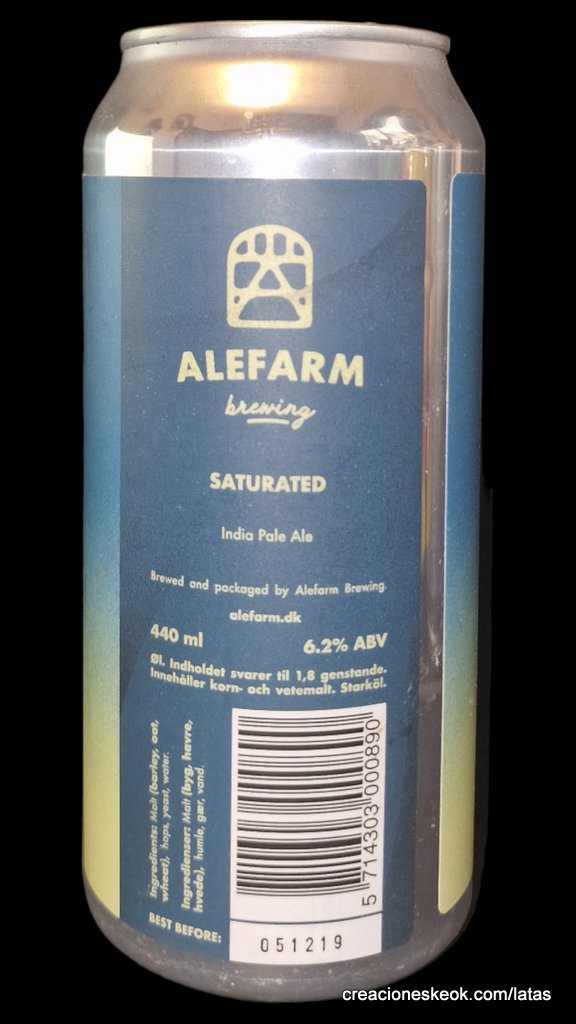 ALEFARM
brewing
SATURATED
India Pale Ale
Brewed and packaged by Alefarm Brewing.
alefarm.dk
440 ml
6.2% ABV
Øl. Indholdet svarer til 1,8 genstande.
Innehåller korn- och vetemalt. Starköl.
Ingredients: Malt (barley, oat,
wheat), hops, yeast, water.
Ingredienser: Malt (byg, havre,
hvede), humle, gær, vand.
5 714303 000890
BEST BEFORE:
051219
creacioneskeok.com/latas